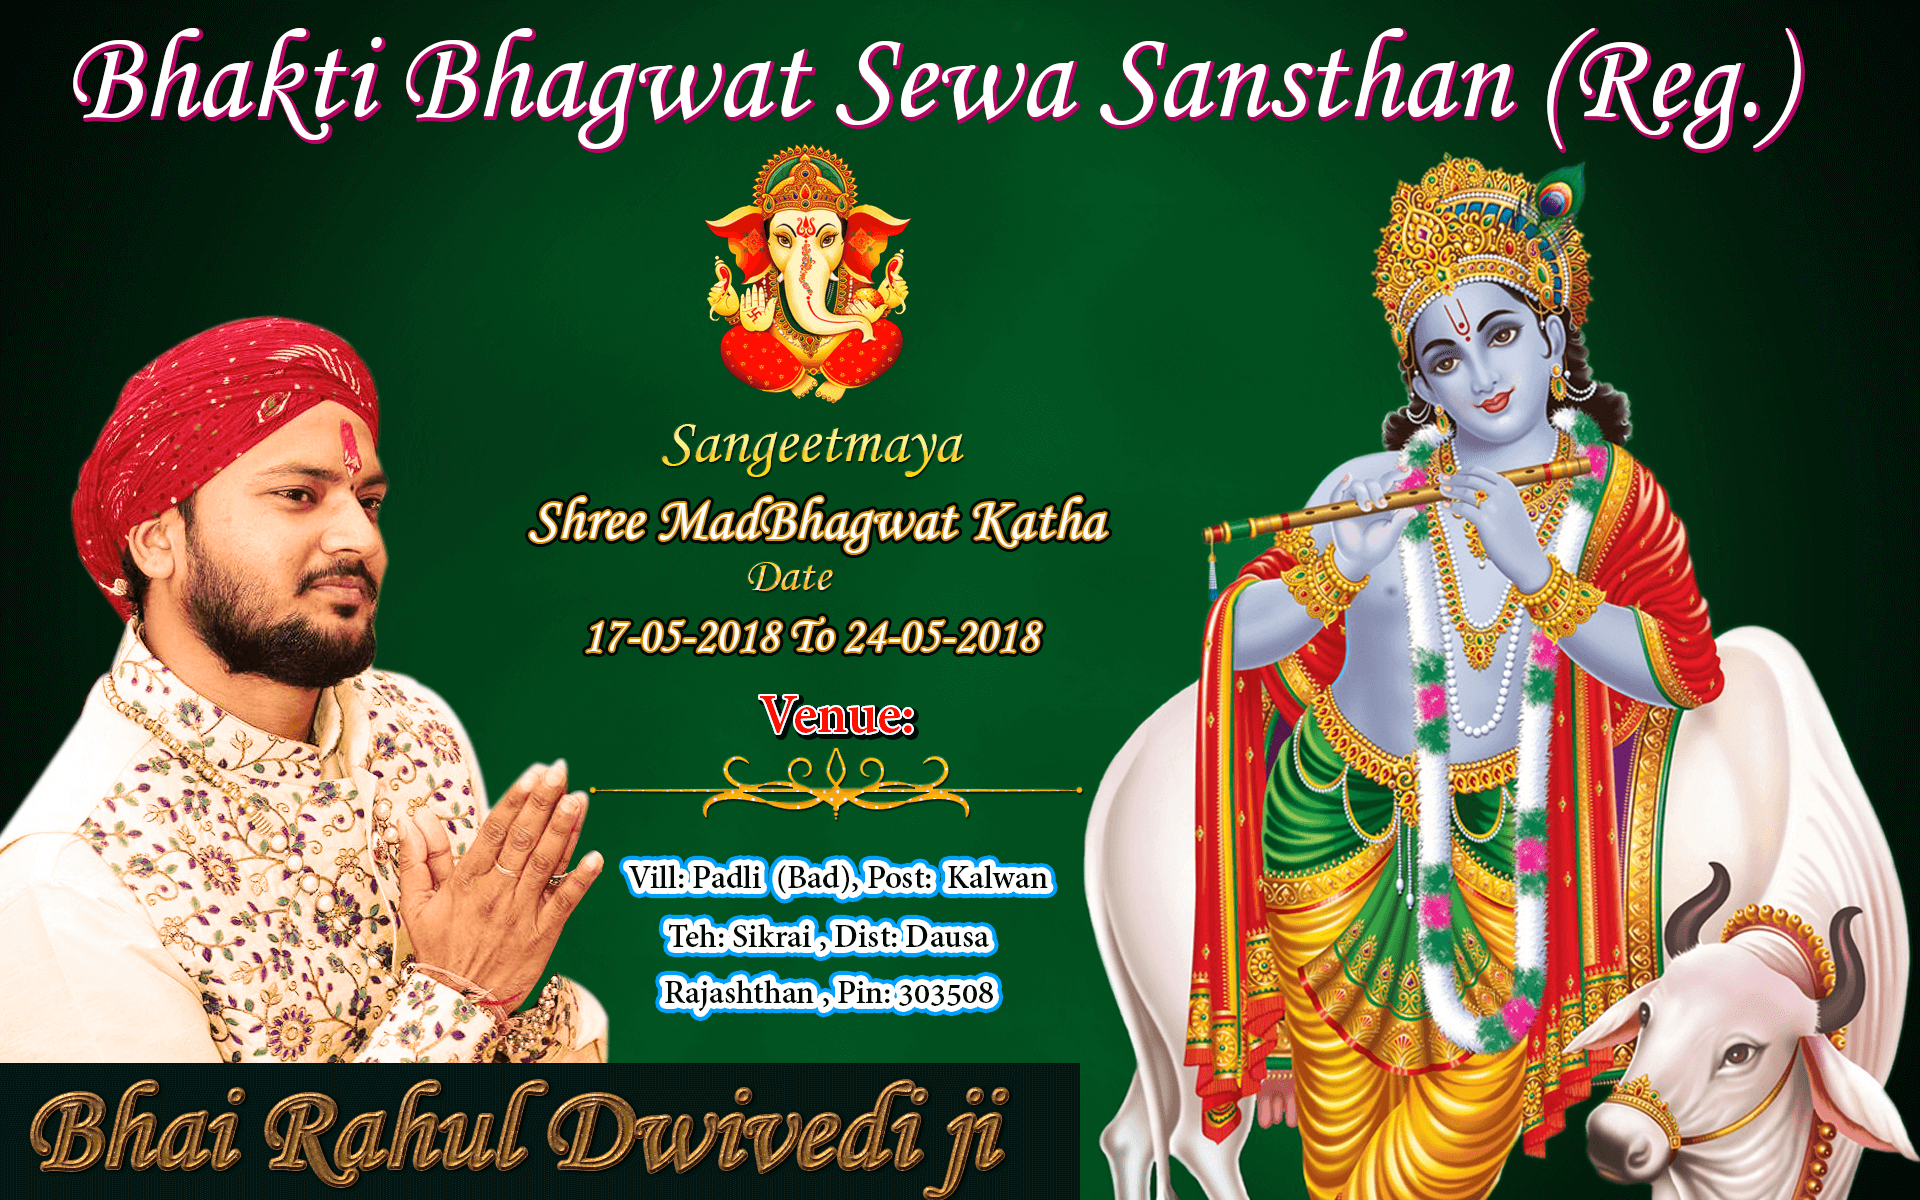 Bhakti Bhagwat Sewa Sansthan (Reg.)
Sangeetmaya
Shree MadBhagwat Katha
Date
17-05-2018 To 24-05-2018
Venue:
Vill: Padli (Bad), Post: Kalwan
Teh: Sikrai , Dist: Dausa
Rajashthan , Pin: 303508
Bhai Rahul Dwivedi ji